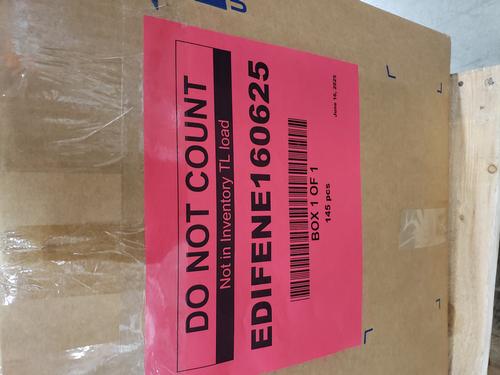 DO NOT COUNT
Not in Inventory TL load
EDIFENE160625
BOX 1 OF 1
145 pcs
June 16, 2025